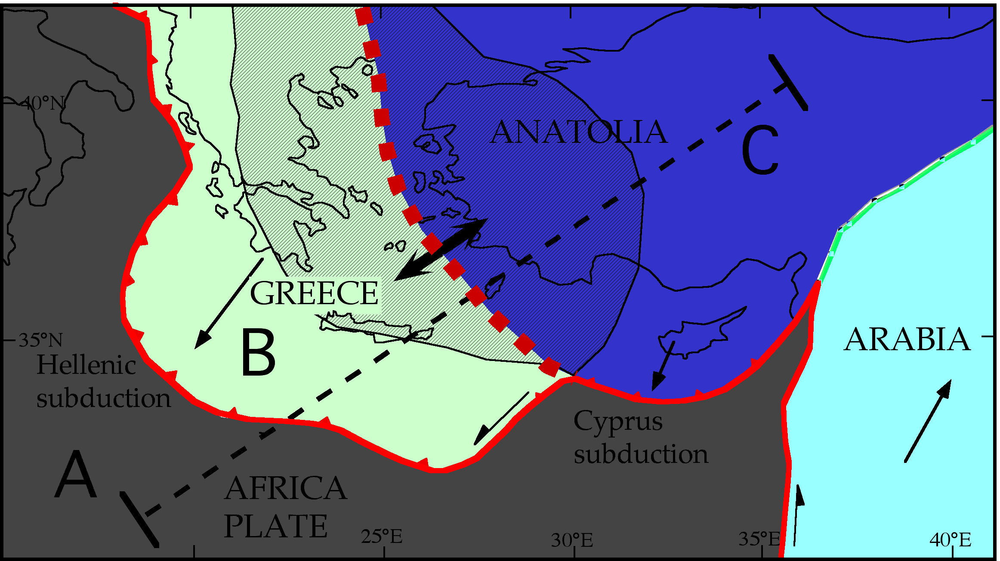 40°N
ANATOLIA
C
GREECE
B
35°N
Hellenic
subduction
ARABIA
Cyprus
subduction
A
AFRICA
PLATE
25°E
30°E
35°E
40°E